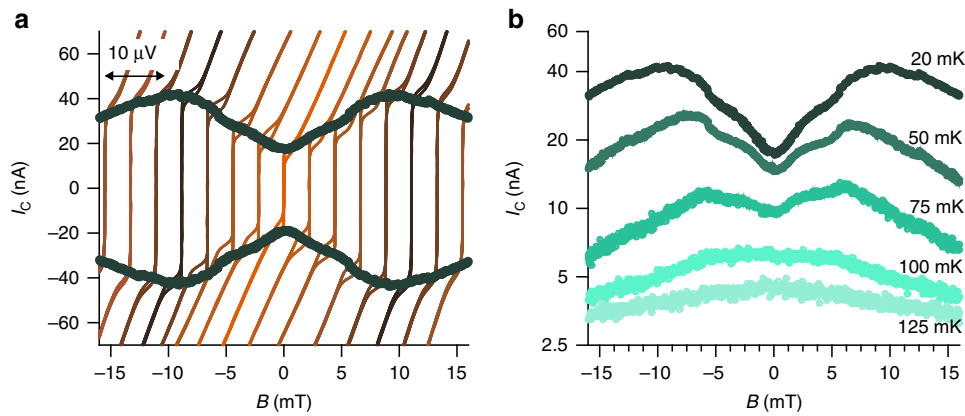 a
10 μV
60
40
20
0
−20
−40
−60
I_C (nA)
−15 −10 −5 0 5 10 15
B (mT)
b
60
40
20
10
5
2.5
I_C (nA)
20 mK
50 mK
75 mK
100 mK
125 mK
−15 −10 −5 0 5 10 15
B (mT)